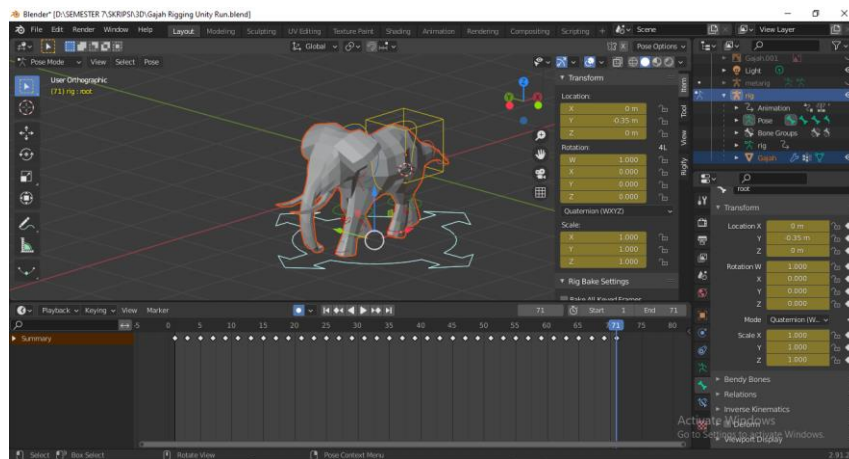 Blender* [D:\SEMESTER 7\SKRIPSI\3D\Gajah Rigging Unity Run.blend]
File Edit Render Window Help Layout Modeling Sculpting UV Editing Texture Paint Shading Animation Rendering Compositing Scripting + Scene View Layer
Global Pose Options
Pose Mode View Select Pose
User Orthographic
(71) rig : root
Transform
Location:
X 0 m
Y -0.35 m
Z 0 m
Rotation: 4L
W 1.000
X 0.000
Y 0.000
Z 0.000
Quaternion (WXYZ)
Scale:
X 1.000
Y 1.000
Z 1.000
Rig Bake Settings
Bake All Keyed Frames
Item
Tool
View
Rigify
Gajah.001
Light
metarig
rig
Animation
Pose
Bone Groups
rig
Gajah
root
Transform
Location X 0 m
Y -0.35 m
Z 0 m
Rotation W 1.000
X 0.000
Y 0.000
Z 0.000
Mode Quaternion (W...
Scale X 1.000
Y 1.000
Z 1.000
Bendy Bones
Relations
Inverse Kinematics
Deform
Viewport Display
Activate Windows
Go to Settings to activate Windows.
Playback Keying View Marker 71 Start 1 End 71
-5 0 5 10 15 20 25 30 35 40 45 50 55 60 65 71 75 80
Summary
Select Box Select Rotate View Pose Context Menu 2.91.2